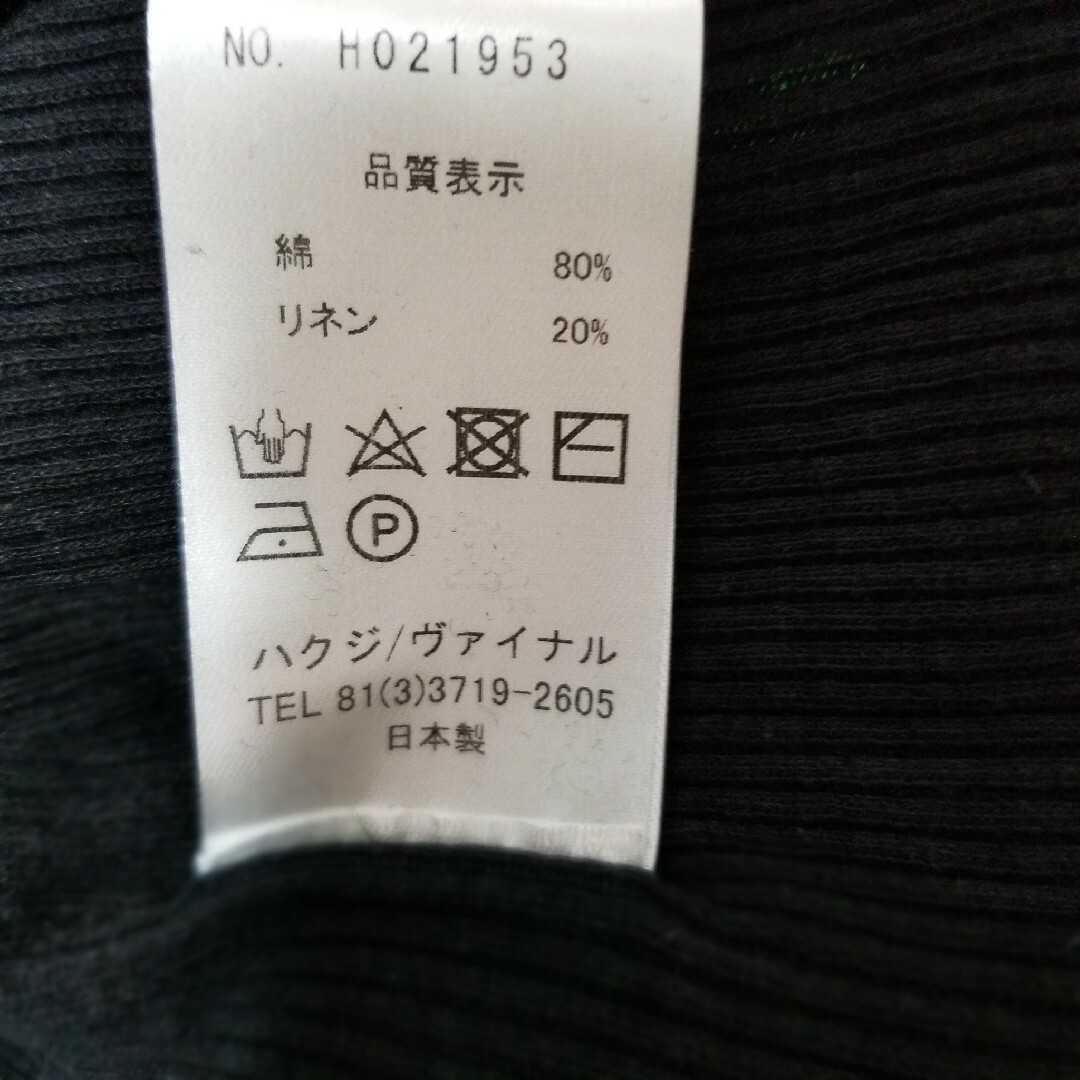 NO. H021953
品質表示
綿 80%
リネン 20%
P
ハクジ/ヴァイナル
TEL 81(3)3719-2605
日本製